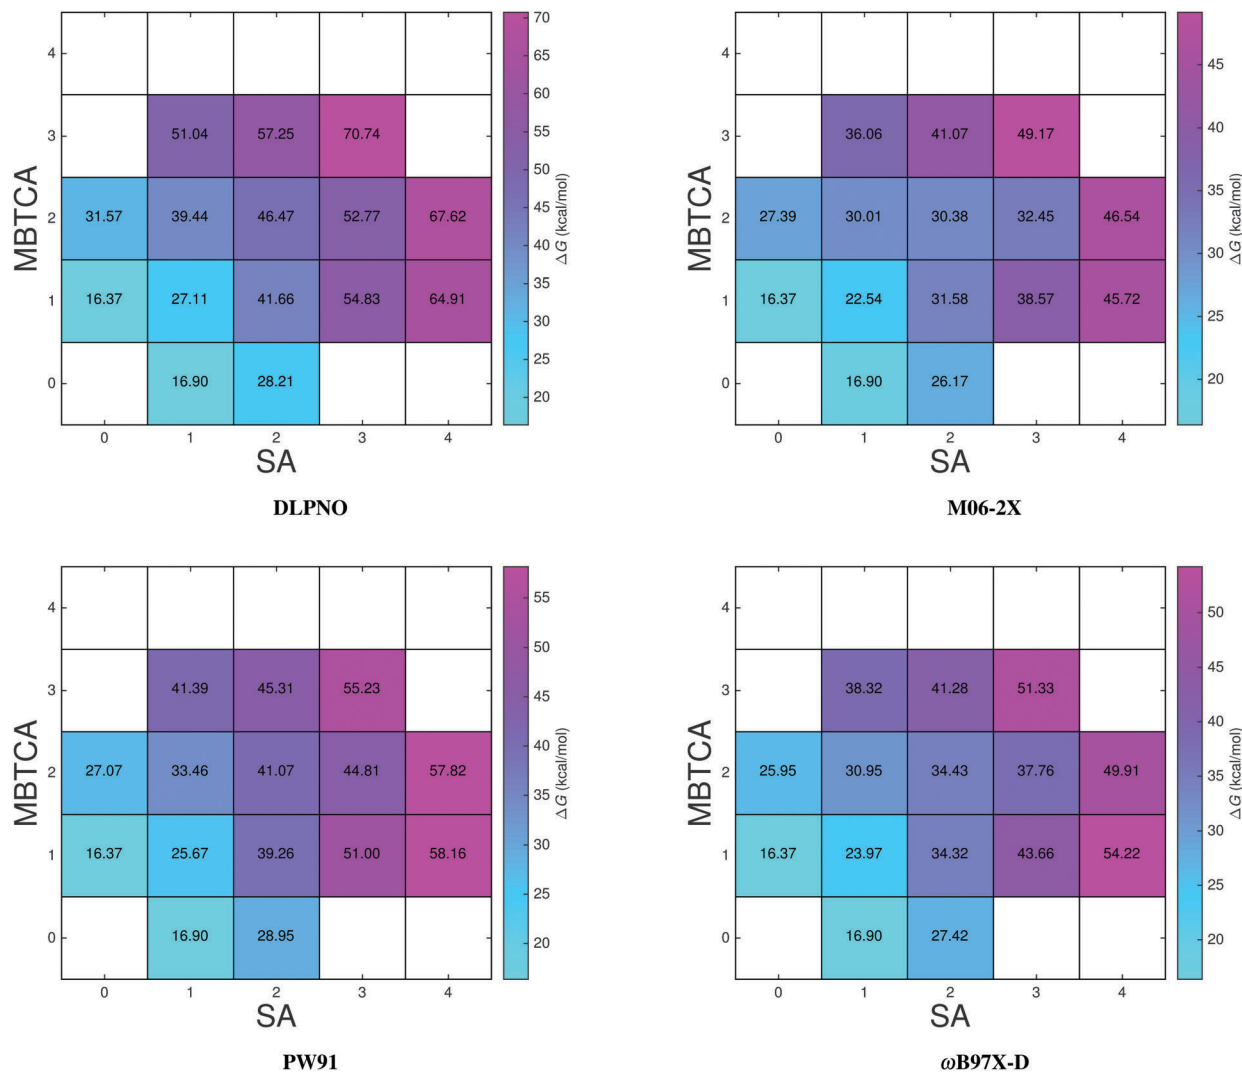 4
3 51.04 57.25 70.74
2 31.57 39.44 46.47 52.77 67.62
1 16.37 27.11 41.66 54.83 64.91
0 16.90 28.21
0 1 2 3 4
SA
MBTCA
70
65
60
55
50
45
40
35
30
25
20
ΔG (kcal/mol)
DLPNO
4
3 36.06 41.07 49.17
2 27.39 30.01 30.38 32.45 46.54
1 16.37 22.54 31.58 38.57 45.72
0 16.90 26.17
0 1 2 3 4
SA
MBTCA
45
40
35
30
25
20
ΔG (kcal/mol)
M06-2X
4
3 41.39 45.31 55.23
2 27.07 33.46 41.07 44.81 57.82
1 16.37 25.67 39.26 51.00 58.16
0 16.90 28.95
0 1 2 3 4
SA
MBTCA
55
50
45
40
35
30
25
20
ΔG (kcal/mol)
PW91
4
3 38.32 41.28 51.33
2 25.95 30.95 34.43 37.76 49.91
1 16.37 23.97 34.32 43.66 54.22
0 16.90 27.42
0 1 2 3 4
SA
MBTCA
50
45
40
35
30
25
20
ΔG (kcal/mol)
ωB97X-D